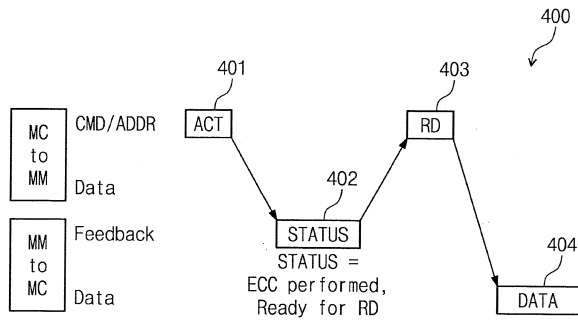 400
401
403
MC
to
MM
CMD/ADDR
ACT
RD
Data
402
MM
to
MC
Feedback
STATUS
STATUS =
ECC performed,
Ready for RD
404
Data
DATA